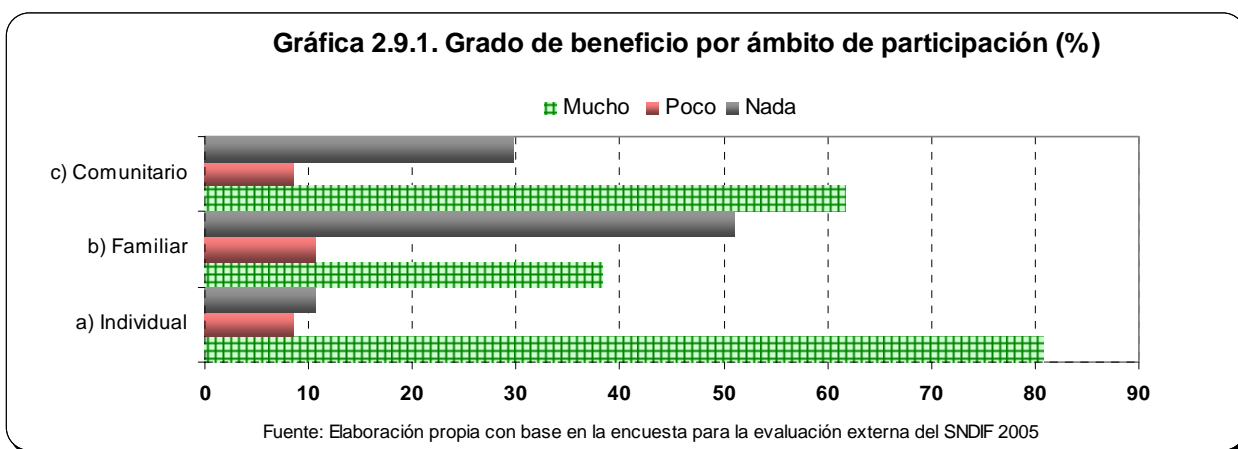 Gráfica 2.9.1. Grado de beneficio por ámbito de participación (%)
Mucho Poco Nada
c) Comunitario
b) Familiar
a) Individual
0 10 20 30 40 50 60 70 80 90
Fuente: Elaboración propia con base en la encuesta para la evaluación externa del SNDIF 2005